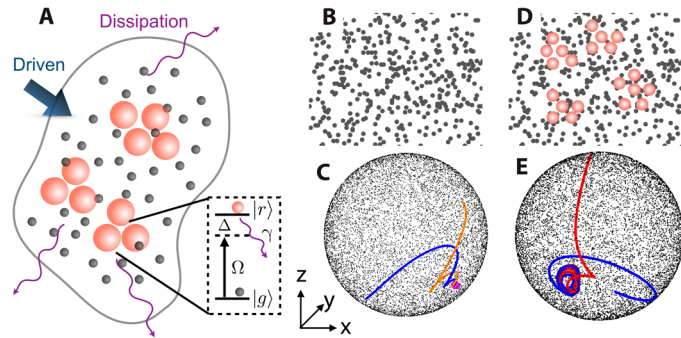 A
Dissipation
Driven
|r⟩
Δ
γ
Ω
|g⟩
B
D
C
E
z
y
x